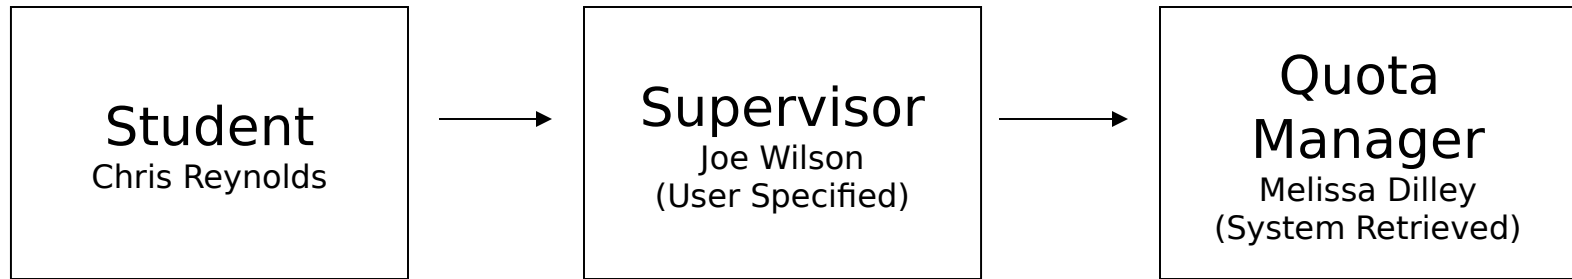 Student
Chris Reynolds
Supervisor
Joe Wilson
(User Specified)
Quota
Manager
Melissa Dilley
(System Retrieved)